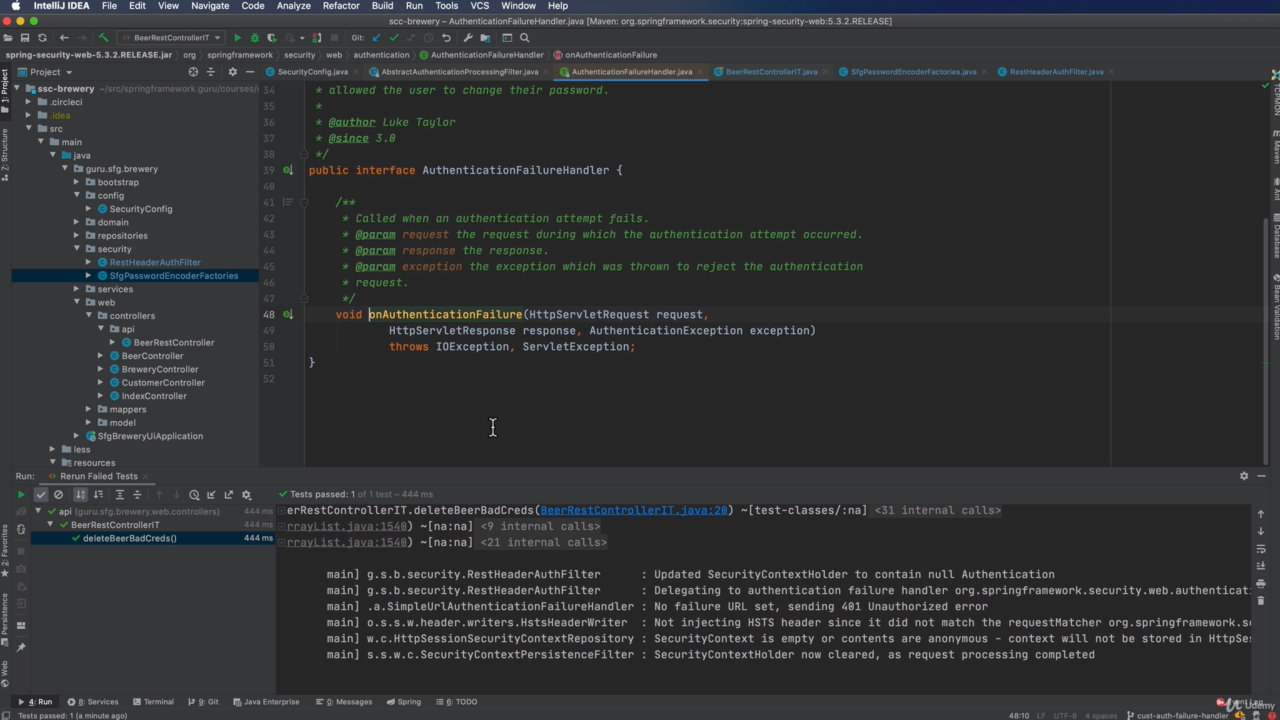 IntelliJ IDEA File Edit View Navigate Code Analyze Refactor Build Run Tools VCS Window Help
scc-brewery – AuthenticationFailureHandler.java [Maven: org.springframework.security:spring-security-web:5.3.2.RELEASE]
BeerRestControllerIT Git:
spring-security-web-5.3.2.RELEASE.jar org springframework security web authentication AuthenticationFailureHandler onAuthenticationFailure
Project SecurityConfig.java AbstractAuthenticationProcessingFilter.java AuthenticationFailureHandler.java BeerRestControllerIT.java SfgPasswordEncoderFactories.java RestHeaderAuthFilter.java
1: Project
Z: Structure
2: Favorites
Persistence
Web
ssc-brewery ~/src/springframework.guru/courses/s
.circleci
.idea
src
main
java
guru.sfg.brewery
bootstrap
config
SecurityConfig
domain
repositories
security
RestHeaderAuthFilter
SfgPasswordEncoderFactories
services
web
controllers
api
BeerRestController
BeerController
BreweryController
CustomerController
IndexController
mappers
model
SfgBreweryUiApplication
less
resources
34 * allowed the user to change their password.
35 *
36 * @author Luke Taylor
37 * @since 3.0
38 */
39 public interface AuthenticationFailureHandler {
40
41 /**
42 * Called when an authentication attempt fails.
43 * @param request the request during which the authentication attempt occurred.
44 * @param response the response.
45 * @param exception the exception which was thrown to reject the authentication
46 * request.
47 */
48 void onAuthenticationFailure(HttpServletRequest request,
49 HttpServletResponse response, AuthenticationException exception)
50 throws IOException, ServletException;
51 }
52
Maven
Ant
Database
Bean Validation
Run: Rerun Failed Tests
Tests passed: 1 of 1 test – 444 ms
api (guru.sfg.brewery.web.controllers) 444 ms
BeerRestControllerIT 444 ms
deleteBeerBadCreds() 444 ms
erRestControllerIT.deleteBeerBadCreds(BeerRestControllerIT.java:20) ~[test-classes/:na] <31 internal calls>
rrayList.java:1540) ~[na:na] <9 internal calls>
rrayList.java:1540) ~[na:na] <21 internal calls>
main] g.s.b.security.RestHeaderAuthFilter : Updated SecurityContextHolder to contain null Authentication
main] g.s.b.security.RestHeaderAuthFilter : Delegating to authentication failure handler org.springframework.security.web.authenticati
main] .a.SimpleUrlAuthenticationFailureHandler : No failure URL set, sending 401 Unauthorized error
main] o.s.s.w.header.writers.HstsHeaderWriter : Not injecting HSTS header since it did not match the requestMatcher org.springframework.s
main] w.c.HttpSessionSecurityContextRepository : SecurityContext is empty or contents are anonymous - context will not be stored in HttpSes
main] s.s.w.c.SecurityContextPersistenceFilter : SecurityContextHolder now cleared, as request processing completed
4: Run 8: Services Terminal 9: Git Java Enterprise 0: Messages Spring 6: TODO
Tests passed: 1 (a minute ago) 48:10 LF UTF-8 4 spaces cust-auth-failure-handler
Udemy